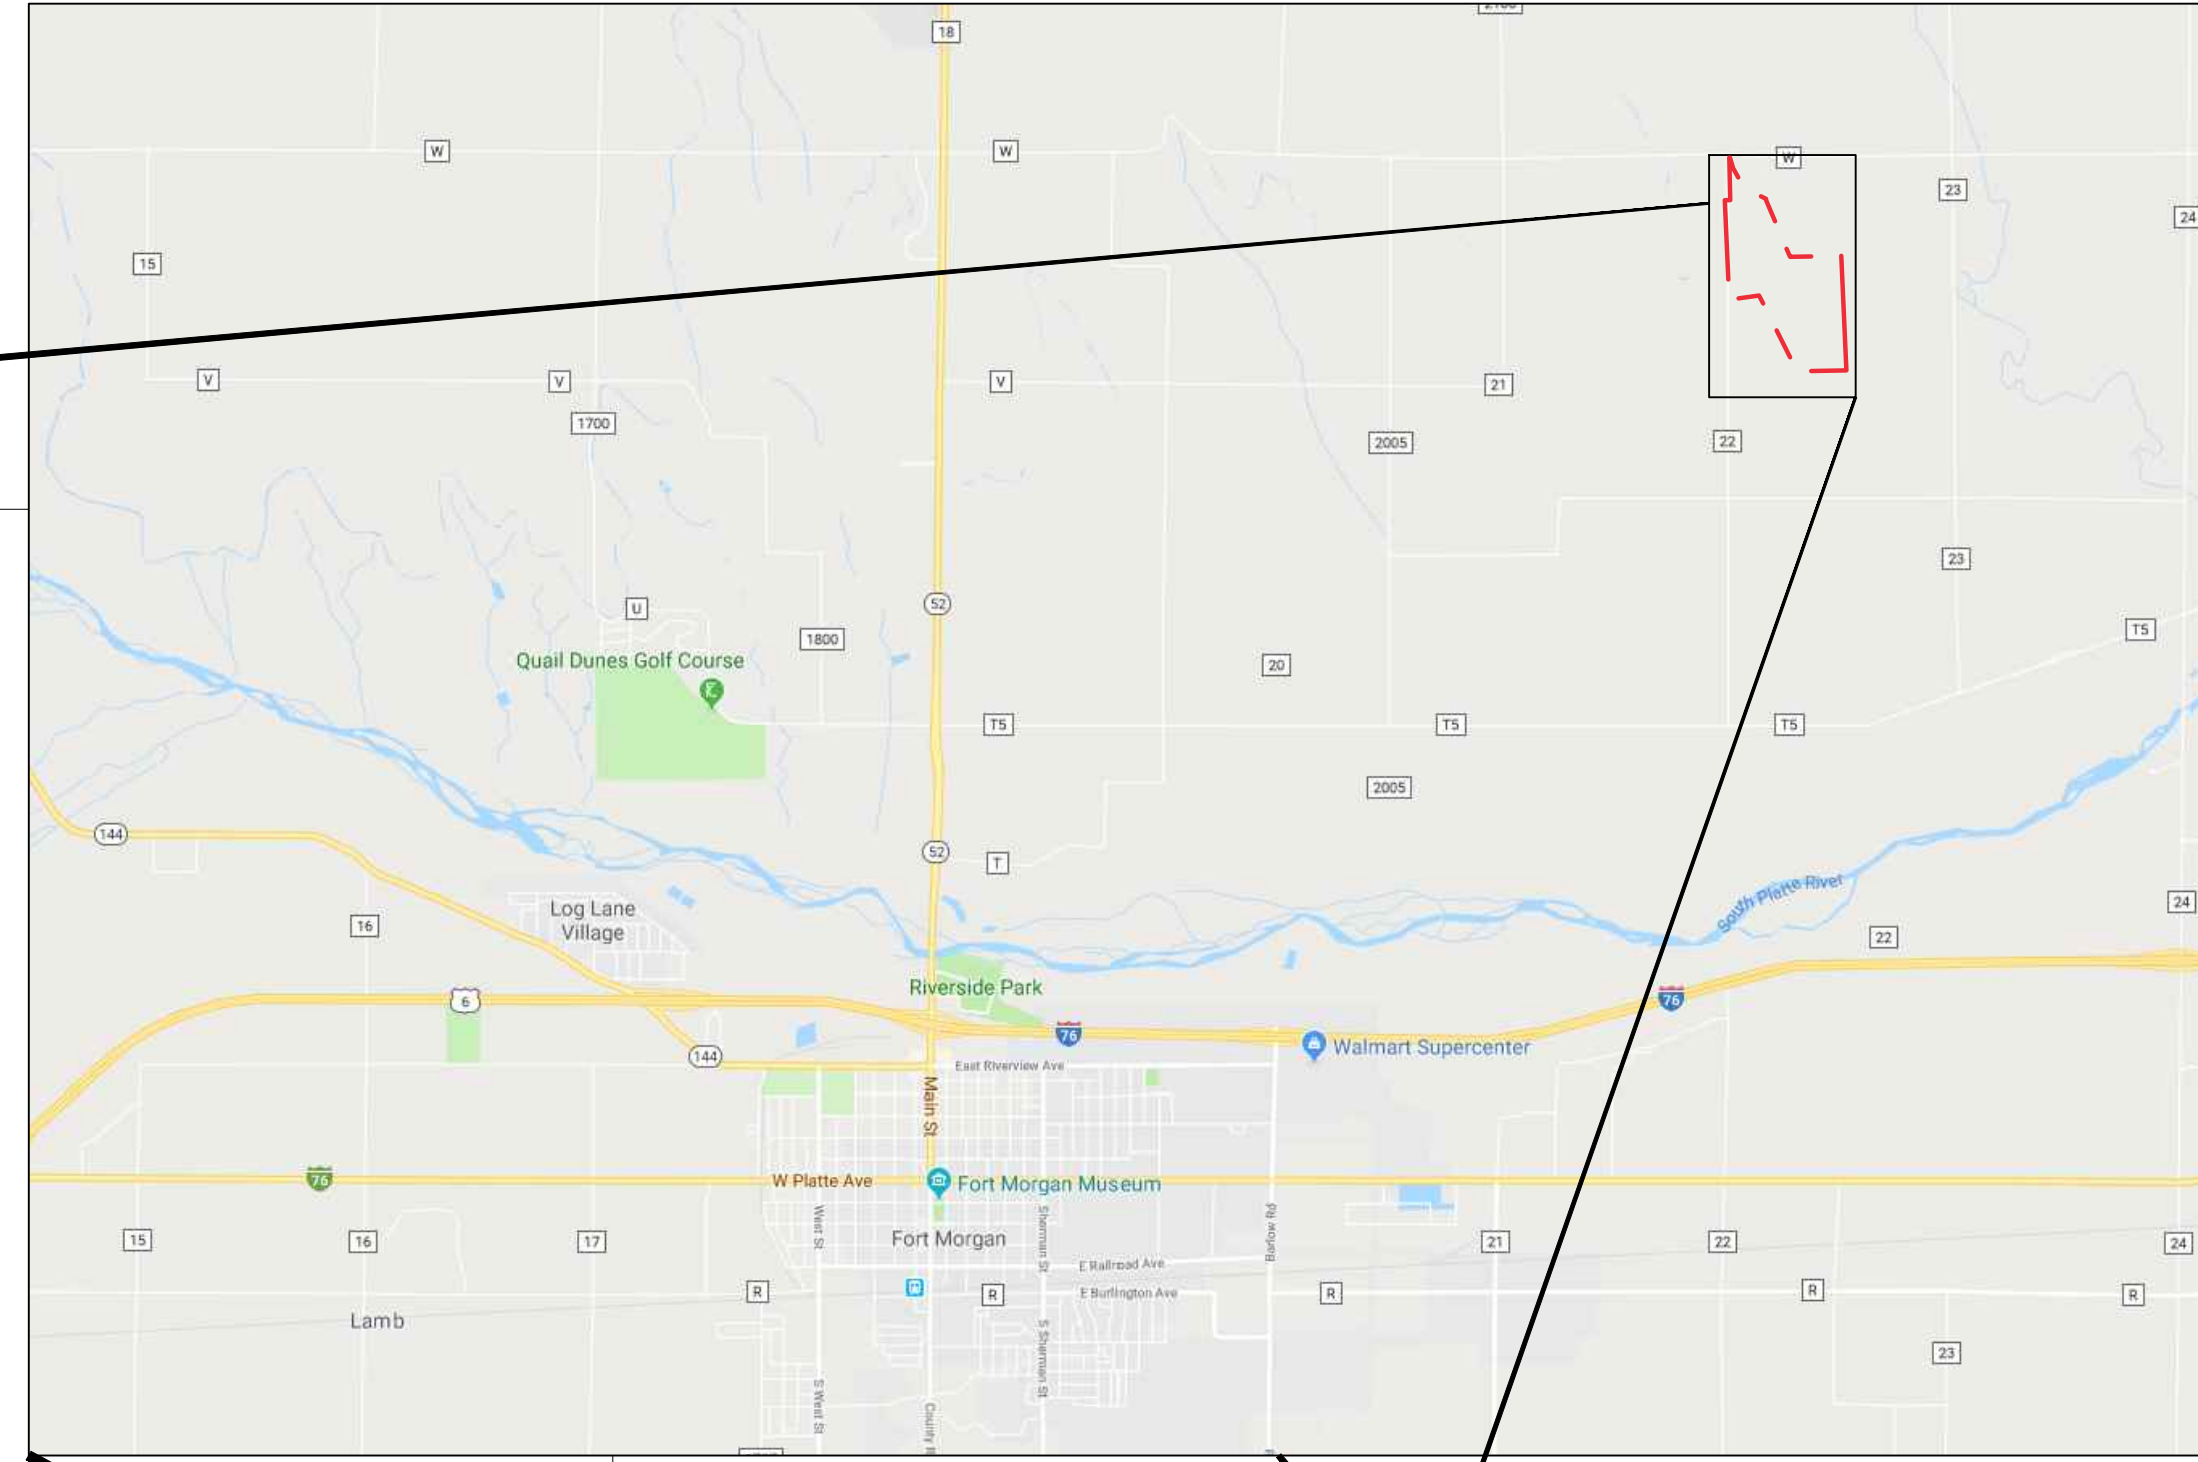 18
W
W
W
23
24
15
V
V
V
21
1700
2005
22
52
23
U
1800
T5
Quail Dunes Golf Course
20
T5
T5
T5
2005
144
52
T
Log Lane
Village
16
South Platte River
24
22
Riverside Park
6
76
76
144
Walmart Supercenter
East Riverview Ave
Main St
76
W Platte Ave
Fort Morgan Museum
West St
Sherman St
Barlow Rd
15
16
17
Fort Morgan
21
22
24
E Railroad Ave
R
R
E Burlington Ave
R
R
R
Lamb
S Sherman St
23
S West St
County